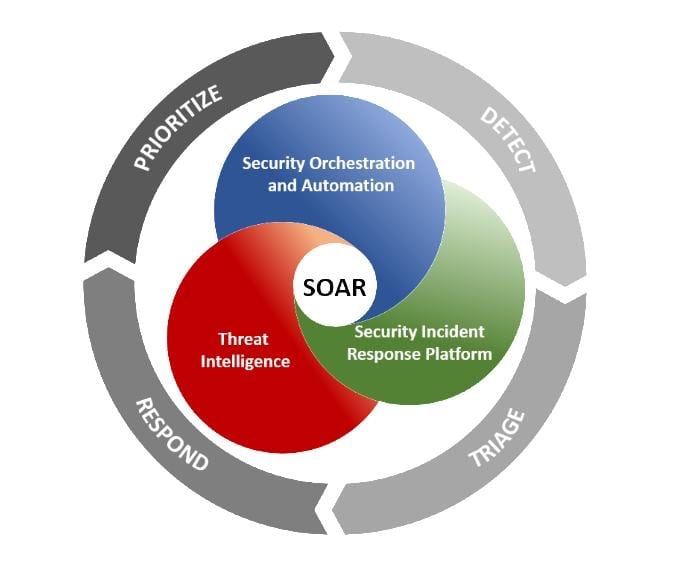 PRIORITIZE
DETECT
Security Orchestration
and Automation
SOAR
Threat
Intelligence
Security Incident
Response Platform
RESPOND
TRIAGE